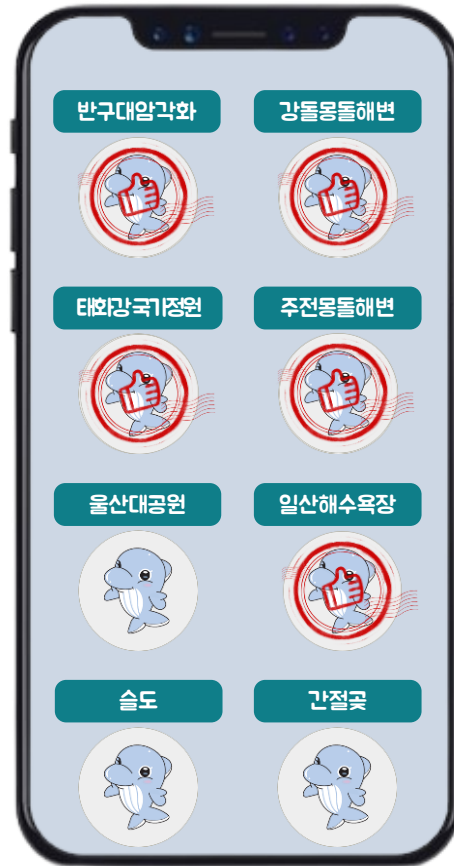 반구대암각화
강돌몽돌해변
태화강국가정원
주전몽돌해변
울산대공원
일산해수욕장
슬도
간절곶